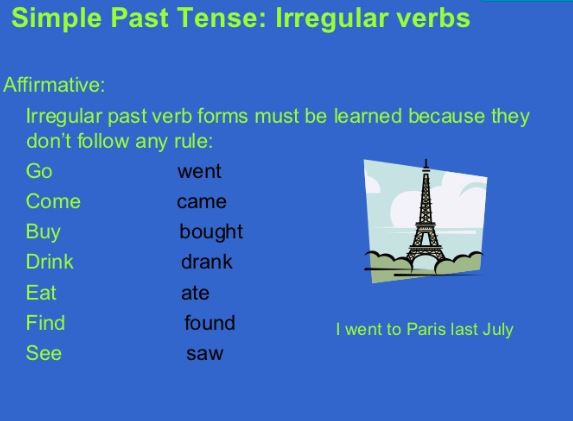 Simple Past Tense: Irregular verbs
Affirmative:
Irregular past verb forms must be learned because they
don't follow any rule:
Go went
Come came
Buy bought
Drink drank
Eat ate
Find found
See saw
I went to Paris last July